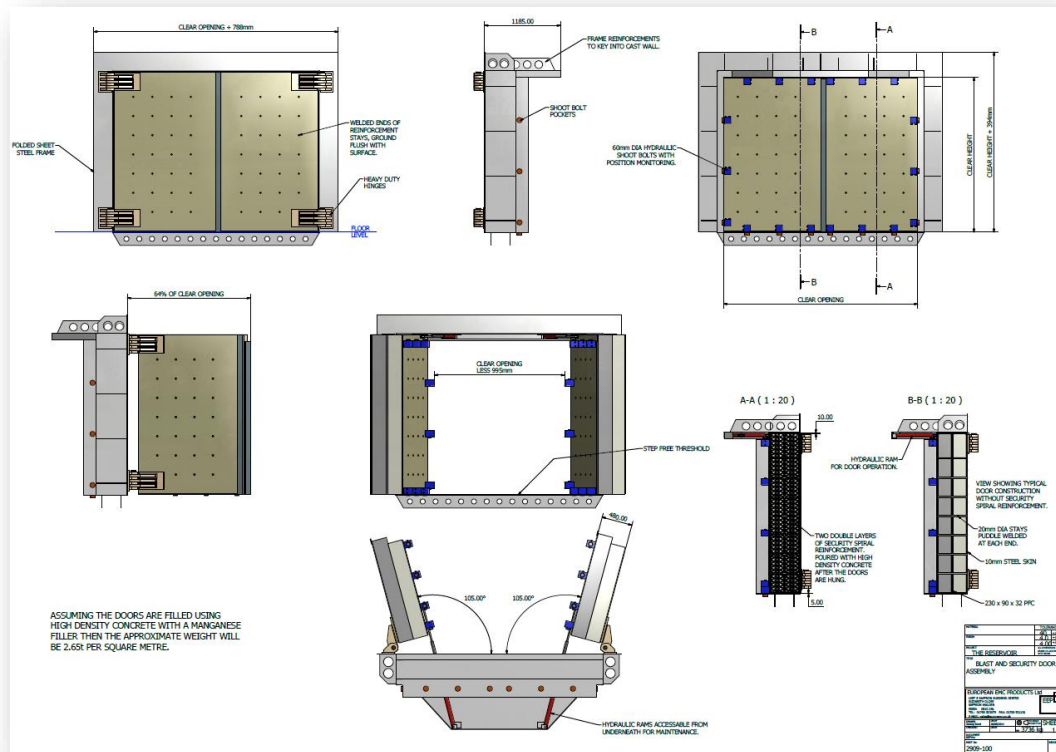 CLEAR OPENING + 788mm
1185.00
FRAME REINFORCEMENTS
TO KEY INTO CAST WALL.
B
A
WELDED ENDS OF
REINFORCEMENT
STAYS, GROUND
FLUSH WITH
SURFACE.
SHOOT BOLT
POCKETS
FOLDED SHEET
STEEL FRAME
60mm DIA HYDRAULIC
SHOOT BOLTS WITH
POSITION MONITORING.
CLEAR HEIGHT
CLEAR HEIGHT + 394mm
HEAVY DUTY
HINGES
FLOOR
LEVEL
B
A
CLEAR OPENING
64% OF CLEAR OPENING
CLEAR OPENING
LESS 995mm
STEP FREE THRESHOLD
A-A ( 1 : 20 )
B-B ( 1 : 20 )
10.00
HYDRAULIC RAM
FOR DOOR OPERATION.
VIEW SHOWING TYPICAL
DOOR CONSTRUCTION
WITHOUT SECURITY
SPIRAL REINFORCEMENT.
20mm DIA STAYS
PUDDLE WELDED
AT EACH END.
TWO DOUBLE LAYERS
OF SECURITY SPIRAL
REINFORCEMENT.
POURED WITH HIGH
DENSITY CONCRETE
AFTER THE DOORS
ARE HUNG.
10mm STEEL SKIN
5.00
230 x 90 x 32 PFC
480.00
105.00°
105.00°
ASSUMING THE DOORS ARE FILLED USING
HIGH DENSITY CONCRETE WITH A MANGANESE
FILLER THEN THE APPROXIMATE WEIGHT WILL
BE 2.65t PER SQUARE METRE.
HYDRAULIC RAMS ACCESSABLE FROM
UNDERNEATH FOR MAINTENANCE.
THE RESERVOIR
BLAST AND SECURITY DOOR
ASSEMBLY
EUROPEAN EMC PRODUCTS Ltd
2909-100